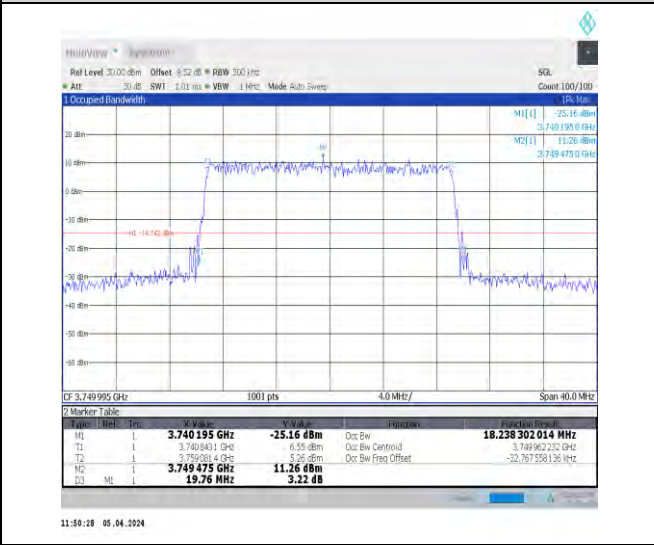 MultiView Spectrum
Ref Level 30.00 dBm Offset 9.52 dB RBW 300 kHz SGL
Att 30 dB SWT 1.01 ms VBW 1 MHz Mode Auto Sweep Count 100/100
1 Occupied Bandwidth 1Pk Max
M1[1] -25.16 dBm
3.740 195 0 GHz
M2[1] 11.26 dBm
3.749 475 0 GHz
20 dBm
M2
10 dBm
0 dBm
-10 dBm
H1 -14.740 dBm
-20 dBm
-30 dBm
-40 dBm
-50 dBm
-60 dBm
CF 3.749 995 GHz 1001 pts 4.0 MHz/ Span 40.0 MHz
2 Marker Table
Type Ref Trc X-Value Y-Value Function Function Result
M1 1 3.740 195 GHz -25.16 dBm Occ Bw 18.238 302 014 MHz
T1 1 3.740 843 1 GHz 6.55 dBm Occ Bw Centroid 3.749 962 232 GHz
T2 1 3.759 081 4 GHz 5.26 dBm Occ Bw Freq Offset -32.767 558 136 kHz
M2 1 3.749 475 GHz 11.26 dBm
D3 M1 1 19.76 MHz 3.22 dB
11:50:28 05.04.2024